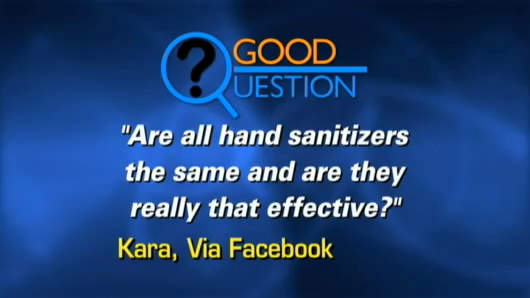 GOOD
QUESTION
"Are all hand sanitizers
the same and are they
really that effective?"
Kara, Via Facebook